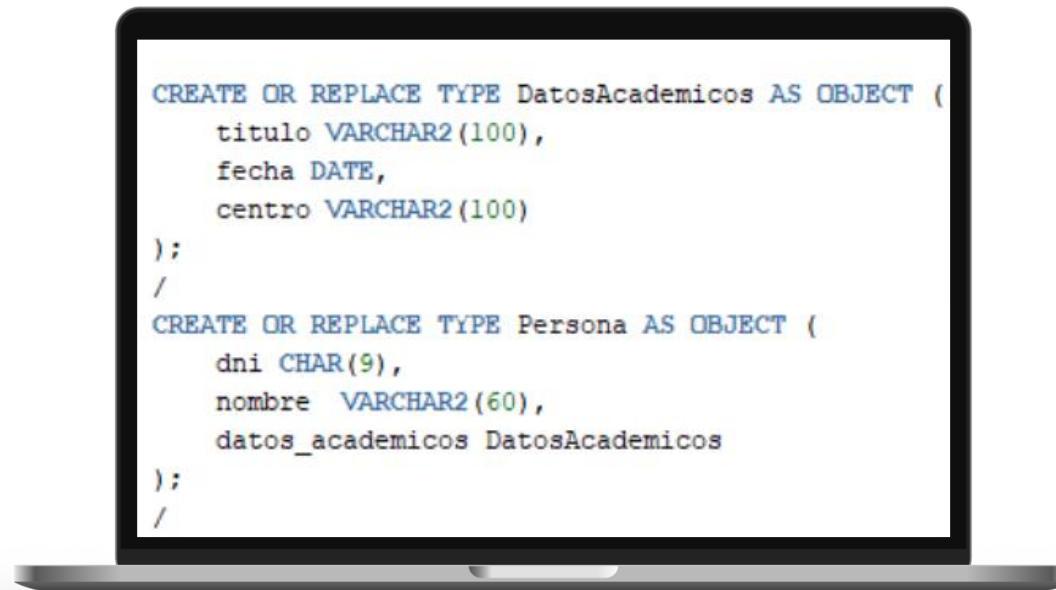 CREATE OR REPLACE TYPE DatosAcademicos AS OBJECT (
    titulo VARCHAR2(100),
    fecha DATE,
    centro VARCHAR2(100)
);
/
CREATE OR REPLACE TYPE Persona AS OBJECT (
    dni CHAR(9),
    nombre  VARCHAR2(60),
    datos_academicos DatosAcademicos
);
/